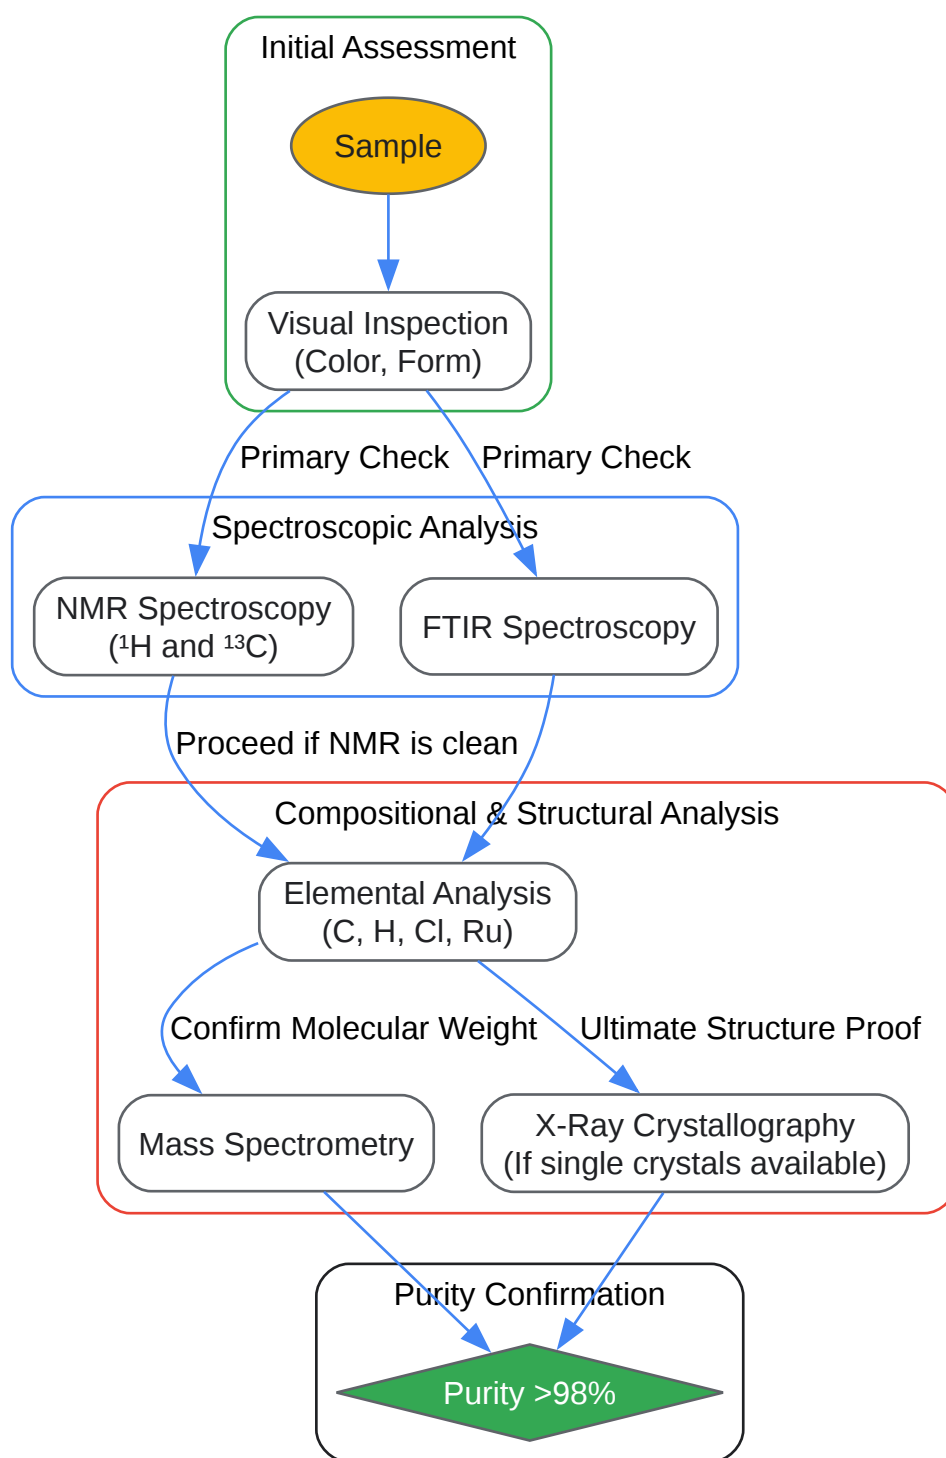 Initial Assessment
Sample
Visual Inspection
(Color, Form)
Primary Check
Primary Check
Spectroscopic Analysis
NMR Spectroscopy
(¹H and ¹³C)
FTIR Spectroscopy
Proceed if NMR is clean
Compositional & Structural Analysis
Elemental Analysis
(C, H, Cl, Ru)
Confirm Molecular Weight
Ultimate Structure Proof
Mass Spectrometry
X-Ray Crystallography
(If single crystals available)
Purity Confirmation
Purity >98%